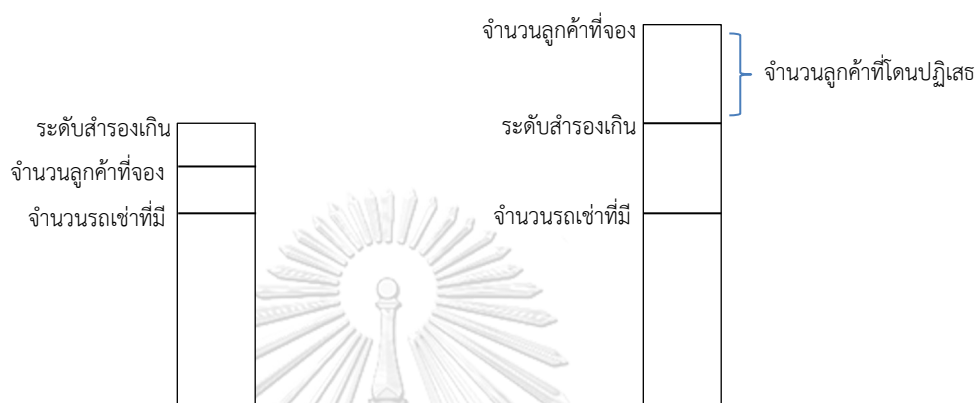 จำนวนลูกค้าที่จอง
จำนวนลูกค้าที่โดนปฏิเสธ
ระดับสำรองเกิน
ระดับสำรองเกิน
จำนวนลูกค้าที่จอง
จำนวนรถเช่าที่มี
จำนวนรถเช่าที่มี